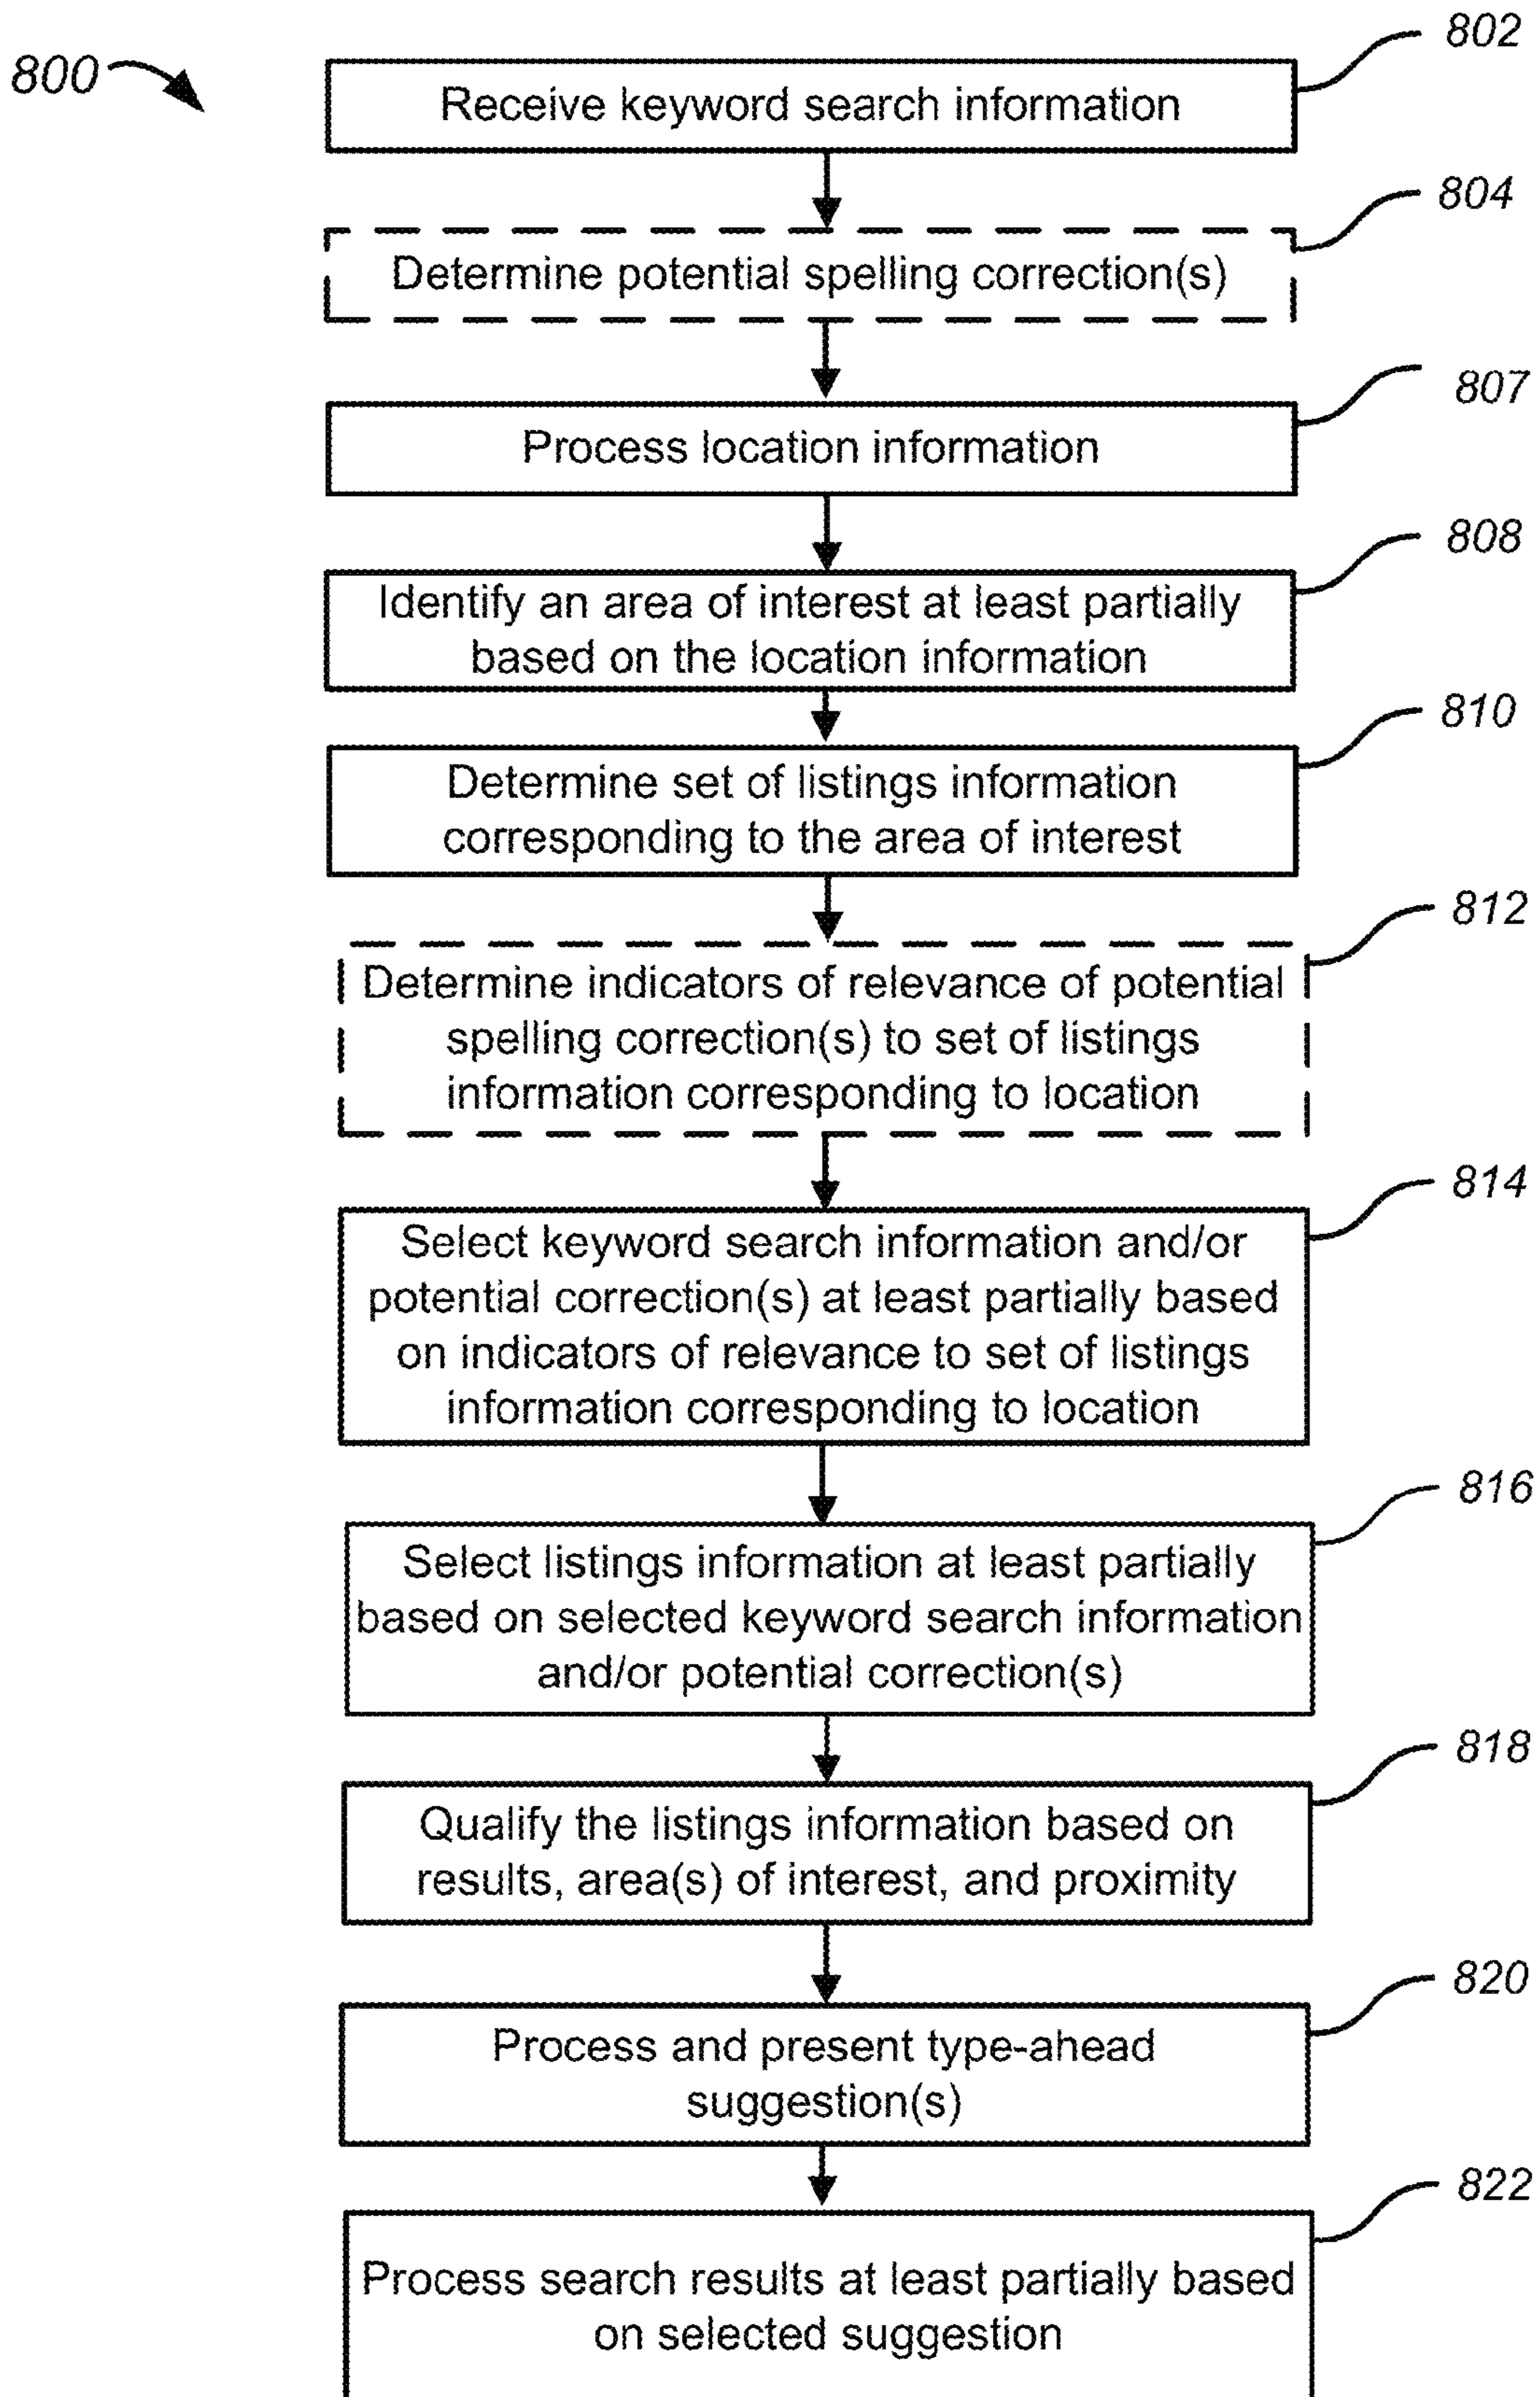 800
802
Receive keyword search information
804
Determine potential spelling correction(s)
807
Process location information
808
Identify an area of interest at least partially
based on the location information
810
Determine set of listings information
corresponding to the area of interest
812
Determine indicators of relevance of potential
spelling correction(s) to set of listings
information corresponding to location
814
Select keyword search information and/or
potential correction(s) at least partially based
on indicators of relevance to set of listings
information corresponding to location
816
Select listings information at least partially
based on selected keyword search information
and/or potential correction(s)
818
Qualify the listings information based on
results, area(s) of interest, and proximity
820
Process and present type-ahead
suggestion(s)
822
Process search results at least partially based
on selected suggestion